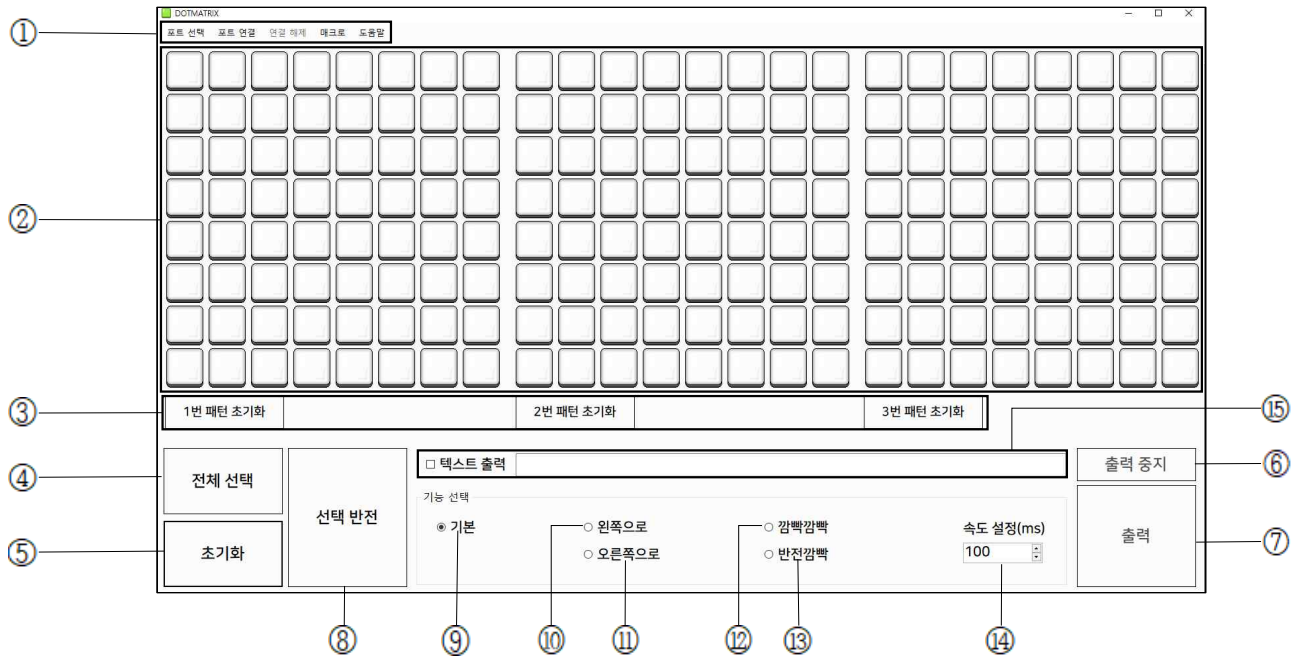 DOTMATRIX
① 포트 선택 포트 연결 연결 해제 매크로 도움말
②
③ 1번 패턴 초기화 2번 패턴 초기화 3번 패턴 초기화 ⑮
④ 전체 선택 선택 반전 □ 텍스트 출력 출력 중지 ⑥
기능 선택
⑤ 초기화 기본 왼쪽으로 깜빡깜빡 속도 설정(ms) 출력 ⑦
오른쪽으로 반전깜빡 100
⑧ ⑨ ⑩ ⑪ ⑫ ⑬ ⑭